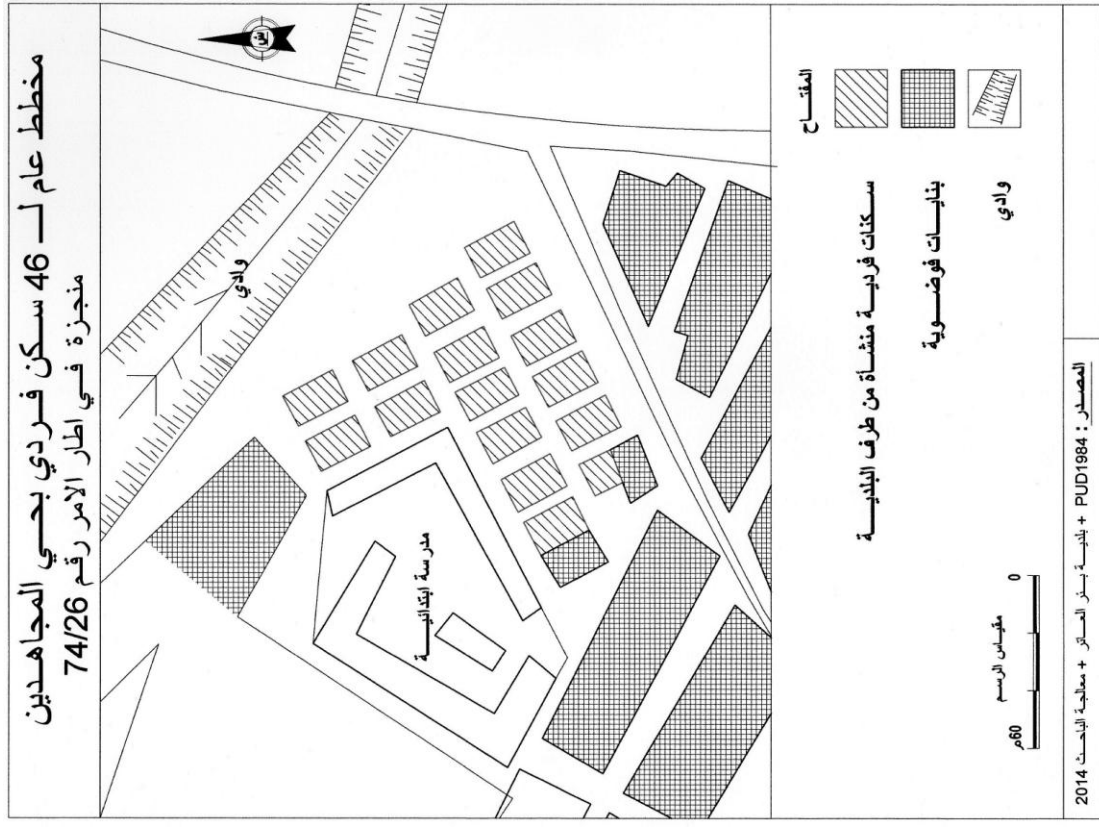 مخطط عام لـ 46 سكن فردي بحي المجاهدين
منجزة في اطار الامر رقم 74/26
ش
وادي
مدرسة ابتدائية
المفتاح
سكنات فردية منشأة من طرف البلدية
بنايات فوضوية
وادي
مقياس الرسم
0
60م
المصدر : PUD1984 + بلدية بئر العاتر + معالجة الباحث 2014